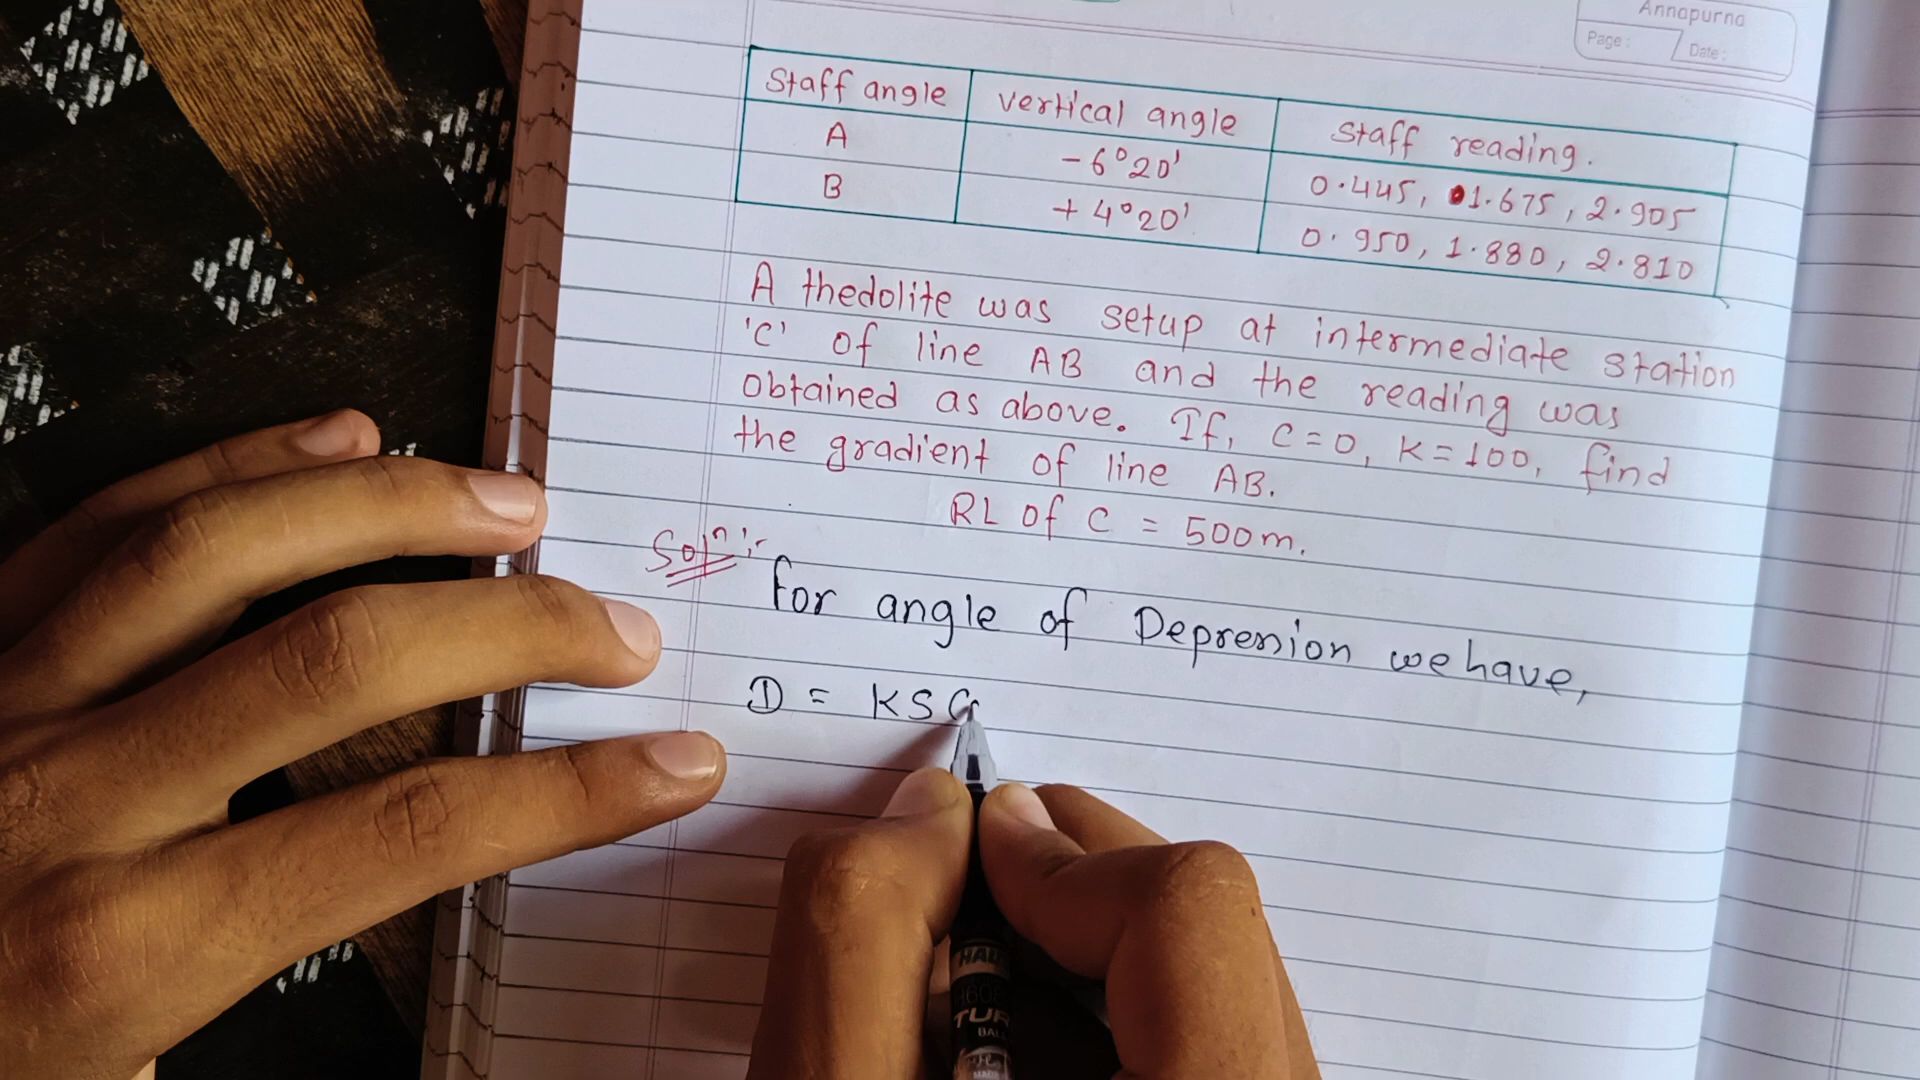 Annapurna
Page :
Date :
Staff angle vertical angle Staff reading.
A -6°20' 0.445, 1.675, 2.905
B +4°20' 0.950, 1.880, 2.810
A thedolite was setup at intermediate station
'C' of line AB and the reading was
obtained as above. If, C=0, K=100, find
the gradient of line AB.
RL of C = 500m.
Solⁿ:-
For angle of Depression we have,
D = KS
TUR